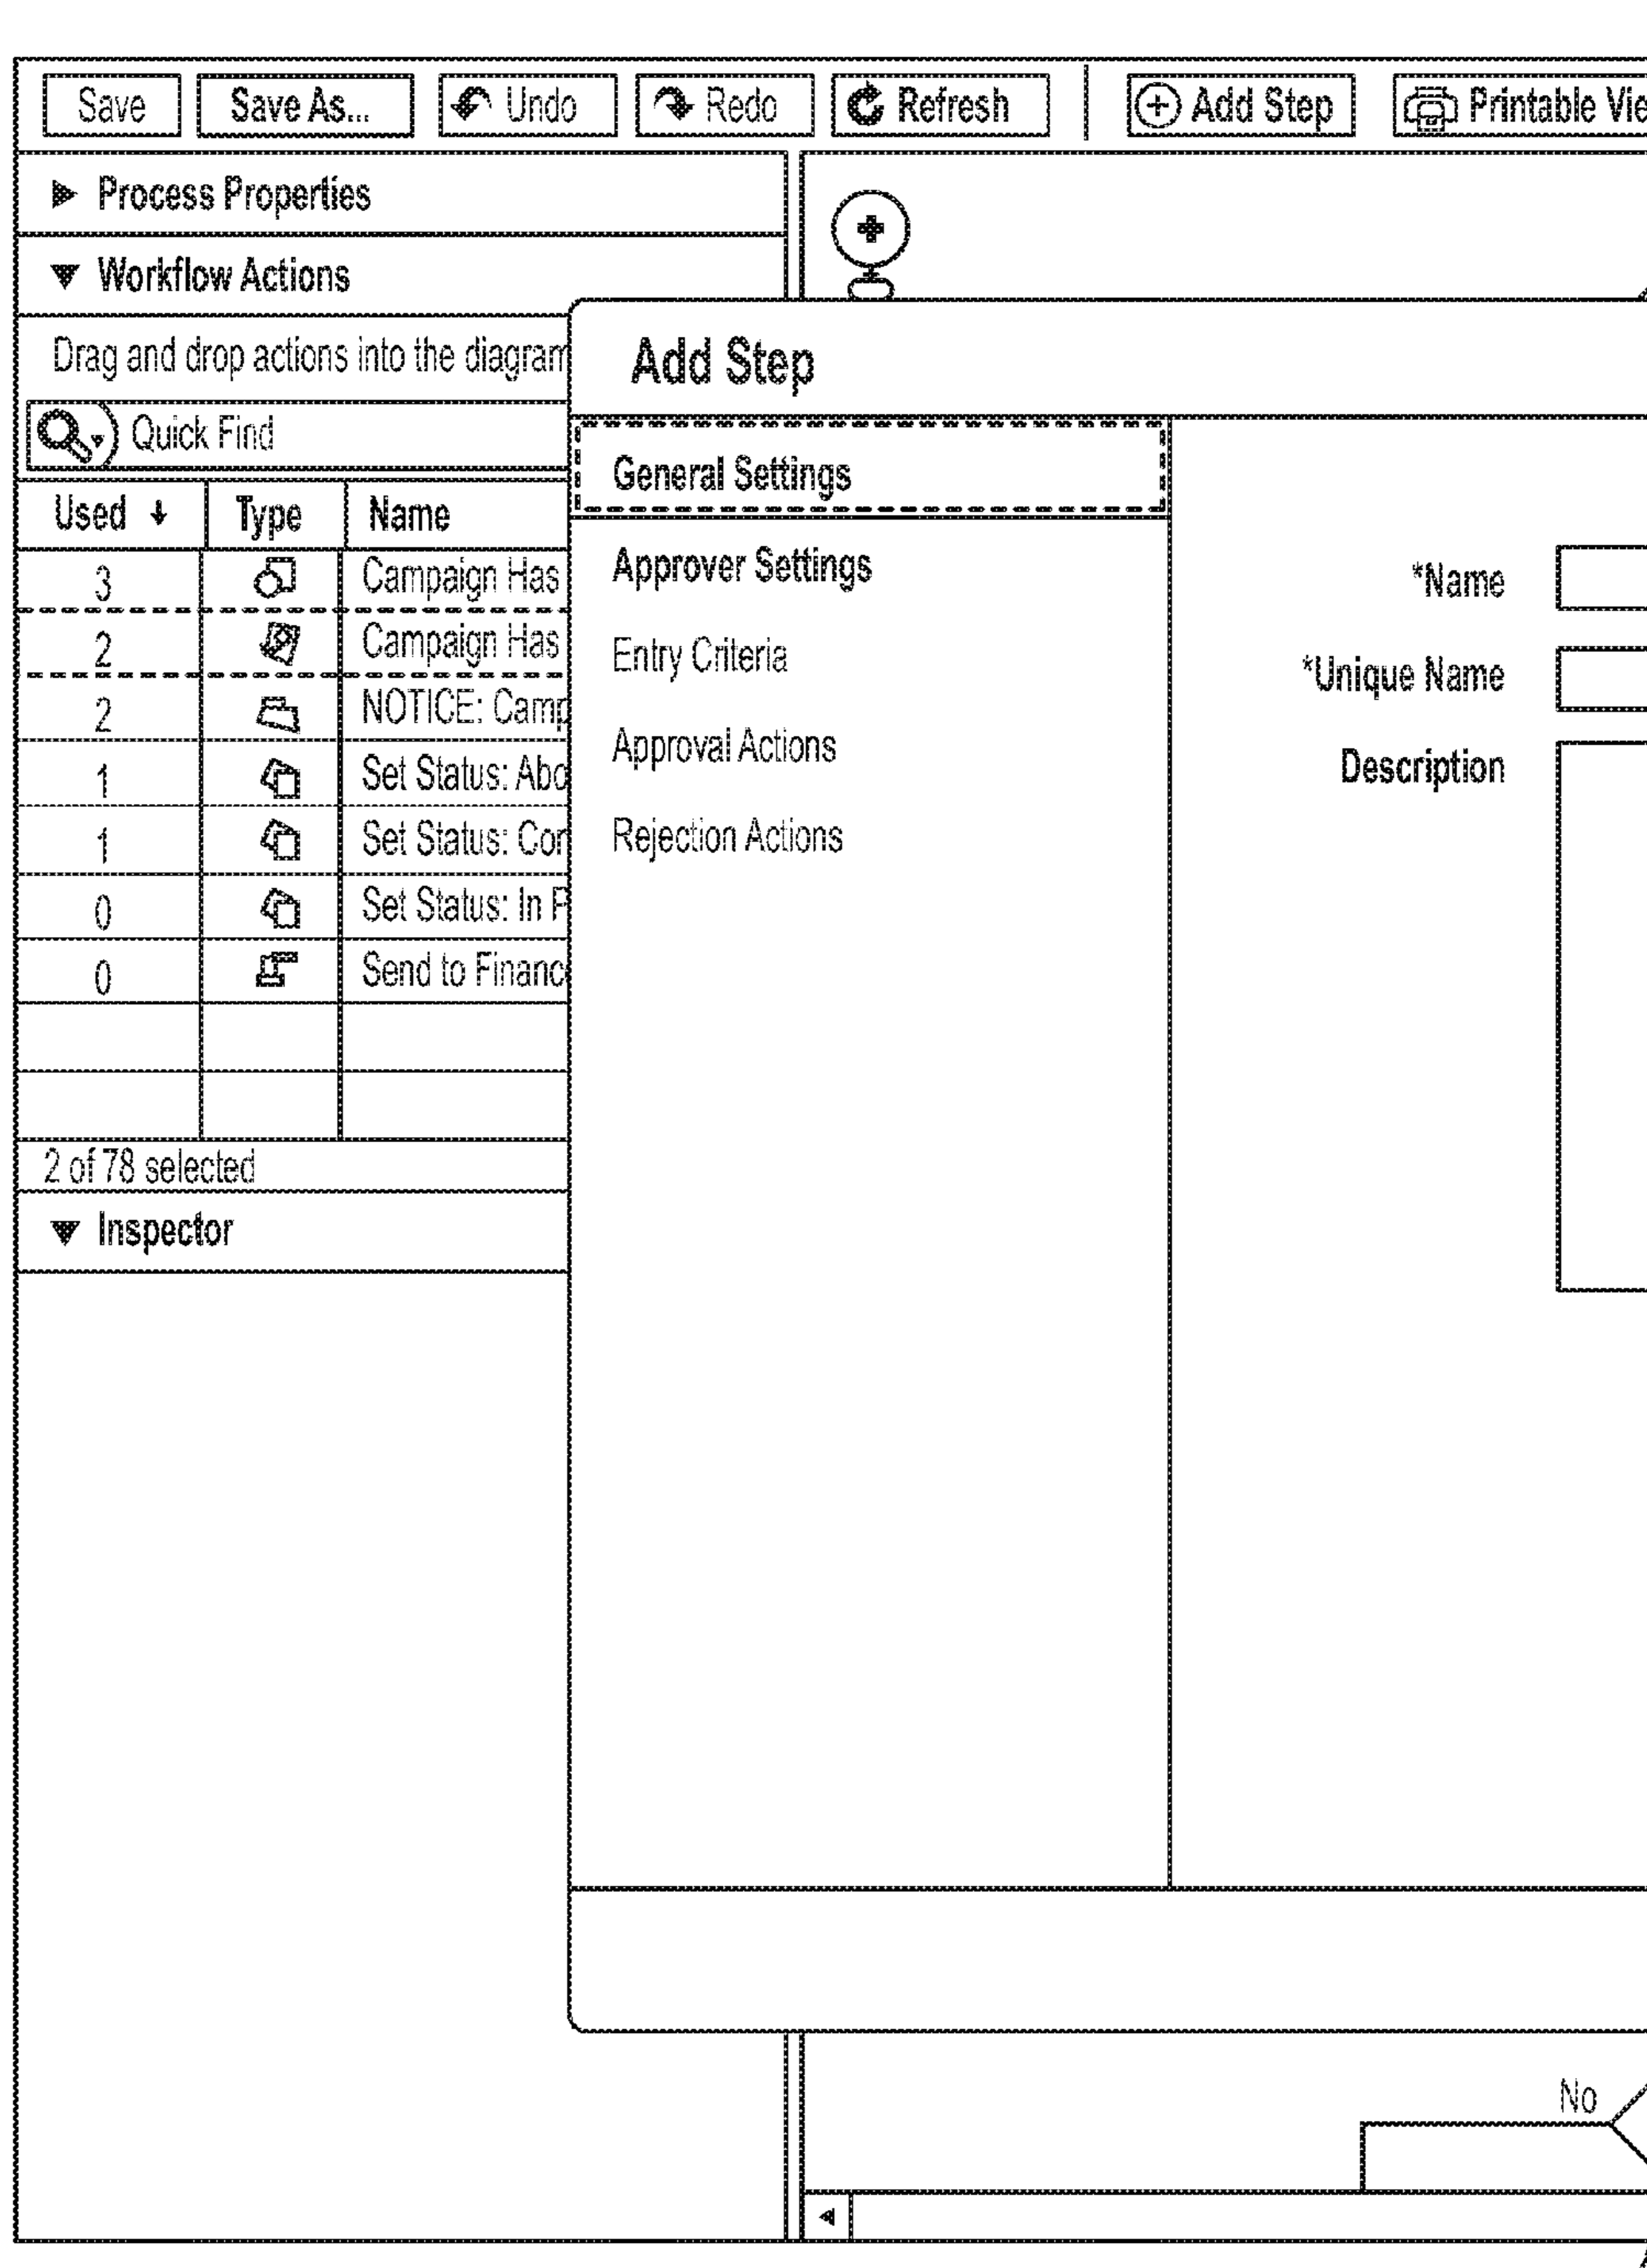 Save Save As... Undo Redo Refresh Add Step Printable Vie
Process Properties
Workflow Actions
Drag and drop actions into the diagram
Quick Find
Used Type Name
3 Campaign Has
2 Campaign Has
2 NOTICE: Camp
1 Set Status: Abo
1 Set Status: Con
0 Set Status: In P
0 Send to Finance
2 of 78 selected
Inspector
Add Step
General Settings
Approver Settings
Entry Criteria
Approval Actions
Rejection Actions
*Name
*Unique Name
Description
No